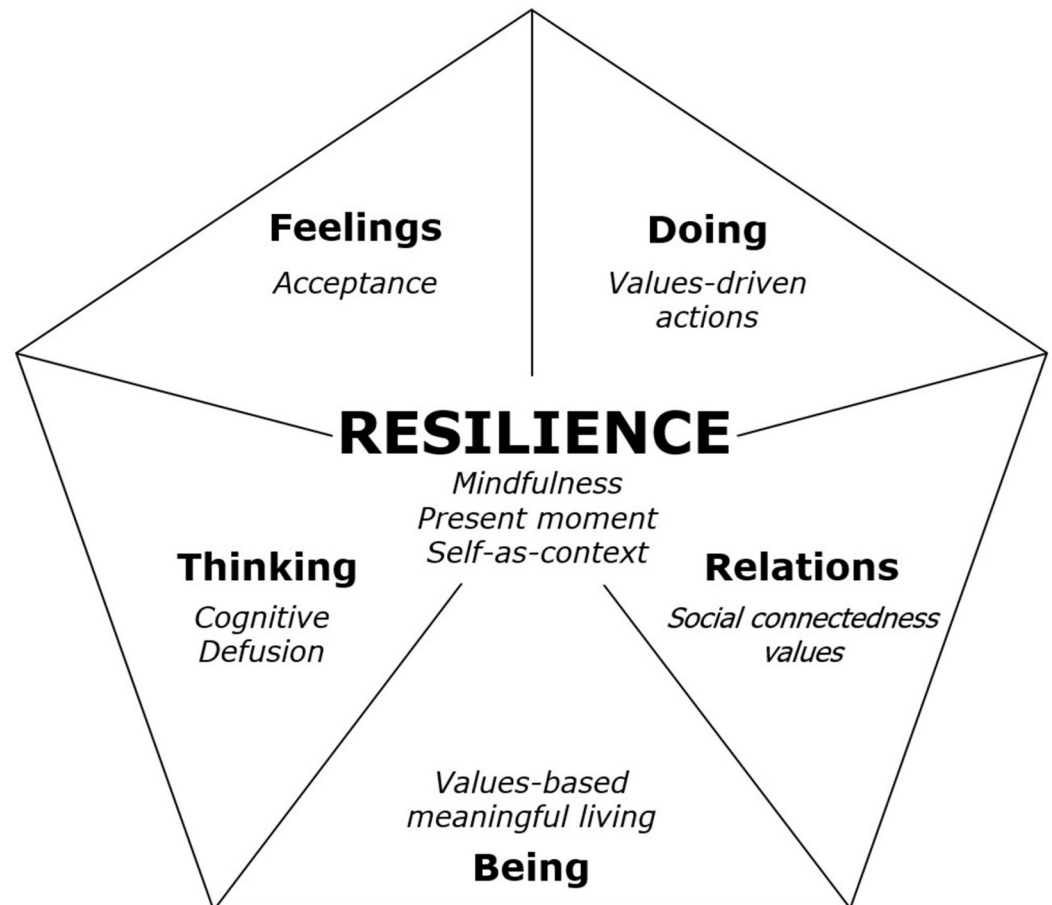 Feelings
Acceptance
Doing
Values-driven
actions
RESILIENCE
Mindfulness
Present moment
Self-as-context
Thinking
Cognitive
Defusion
Relations
Social connectedness
values
Values-based
meaningful living
Being